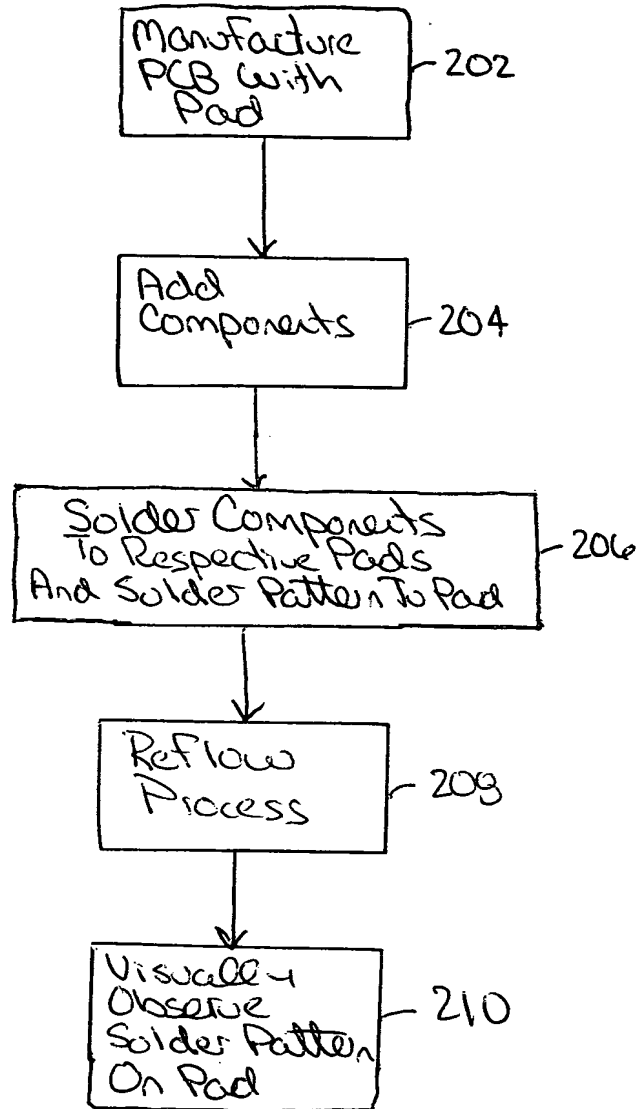 Manufacture
PCB With
Pad
202
Add
Components
204
Solder Components
To Respective Pads
And Solder Pattern To Pad
206
Reflow
Process
208
Visually
Observe
Solder Pattern
On Pad
210